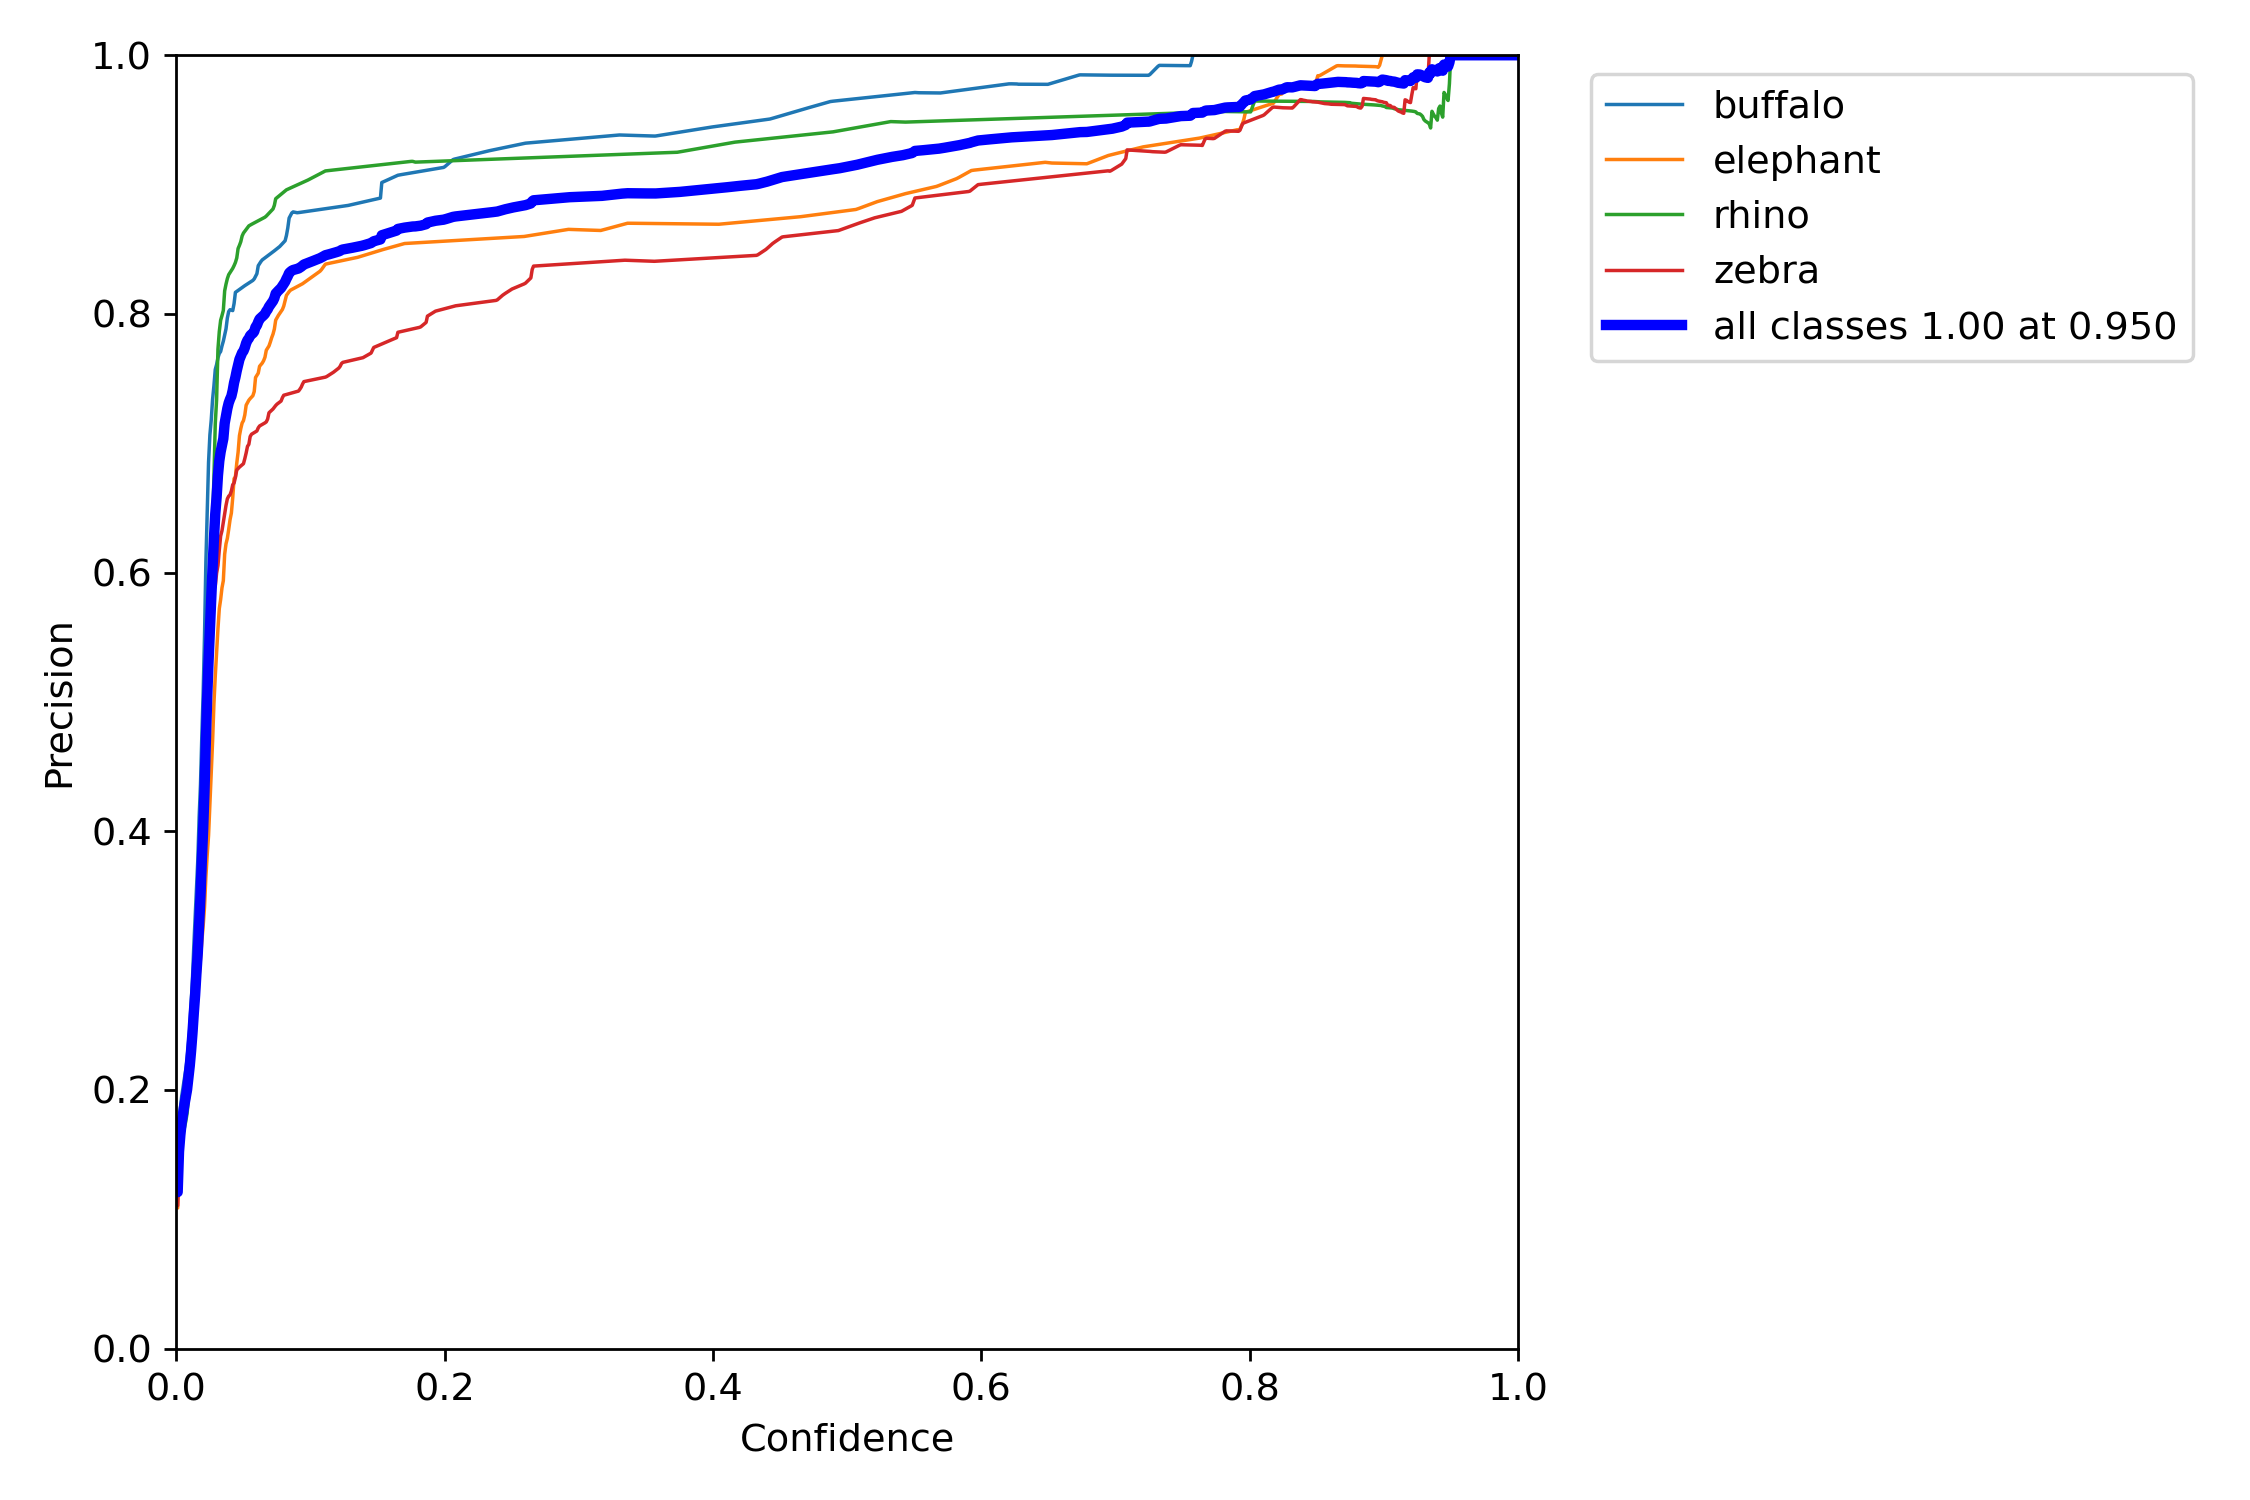 1.0
0.8
0.6
0.4
0.2
0.0
Precision
0.0 0.2 0.4 0.6 0.8 1.0
Confidence
buffalo
elephant
rhino
zebra
all classes 1.00 at 0.950